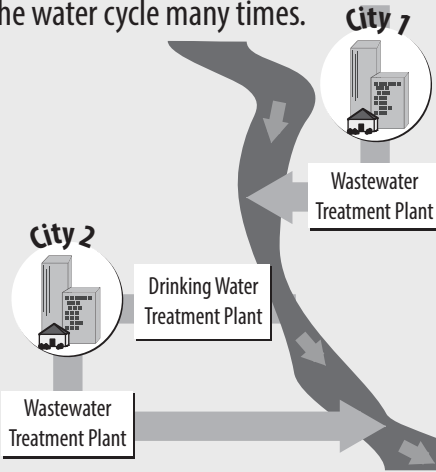 he water cycle many times.
City 1
Wastewater
Treatment Plant
City 2
Drinking Water
Treatment Plant
Wastewater
Treatment Plant